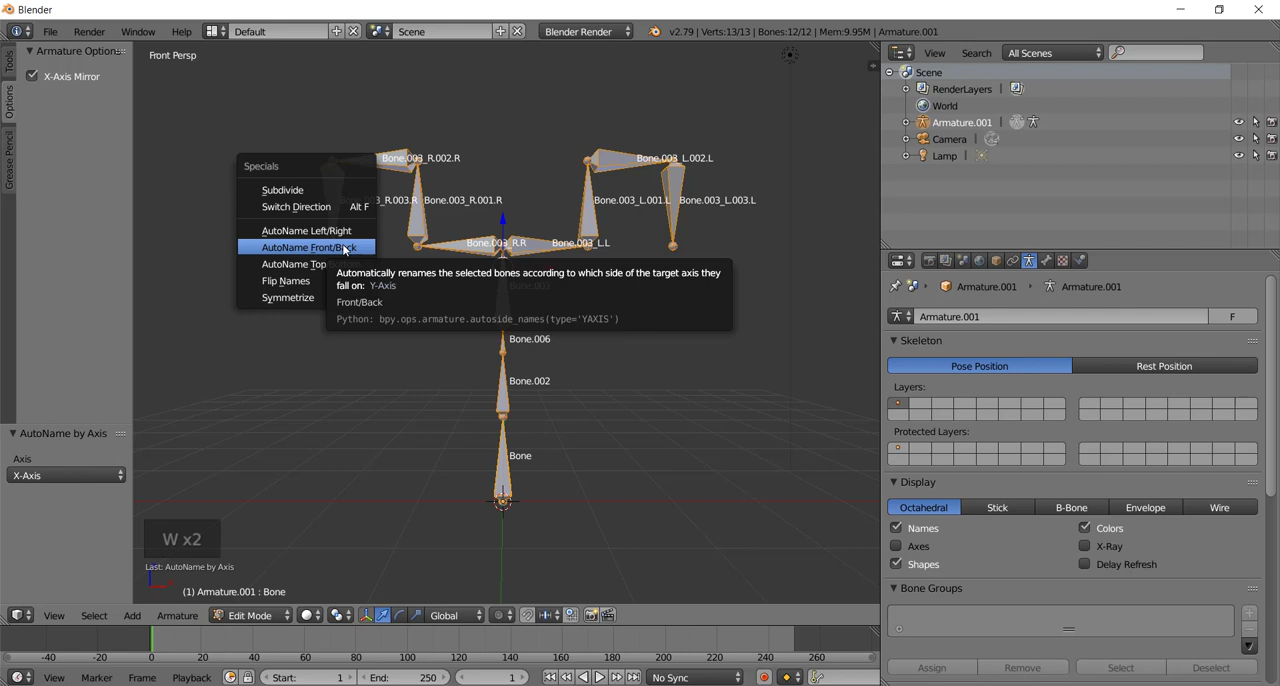 Blender
File Render Window Help Default Scene Blender Render v2.79 | Verts:13/13 | Bones:12/12 | Mem:9.95M | Armature.001
Tools
Options
Grease Pencil
Armature Options
X-Axis Mirror
Front Persp
View Search All Scenes
Scene
RenderLayers
World
Armature.001
Camera
Lamp
Bone.003_R.002.R
Bone.003_L.002.L
Specials
Subdivide
Switch Direction Alt F
AutoName Left/Right
AutoName Front/Back
AutoName Top
Flip Names
Symmetrize
Bone.003_R.001.R
Bone.003_L.001.L
Bone.003_L.003.L
Bone.003_R.R
Bone.003_L.L
Automatically renames the selected bones according to which side of the target axis they
fall on: Y-Axis
Front/Back
Python: bpy.ops.armature.autoside_names(type='YAXIS')
Bone.006
Bone.002
Bone
AutoName by Axis
Axis
X-Axis
W x2
Last: AutoName by Axis
(1) Armature.001 : Bone
Armature.001 Armature.001
Armature.001 F
Skeleton
Pose Position Rest Position
Layers:
Protected Layers:
Display
Octahedral Stick B-Bone Envelope Wire
Names Colors
Axes X-Ray
Shapes Delay Refresh
Bone Groups
Assign Remove Select Deselect
View Select Add Armature Edit Mode Global
-40 -20 0 20 40 60 80 100 120 140 160 180 200 220 240 260
View Marker Frame Playback Start: 1 End: 250 1 No Sync